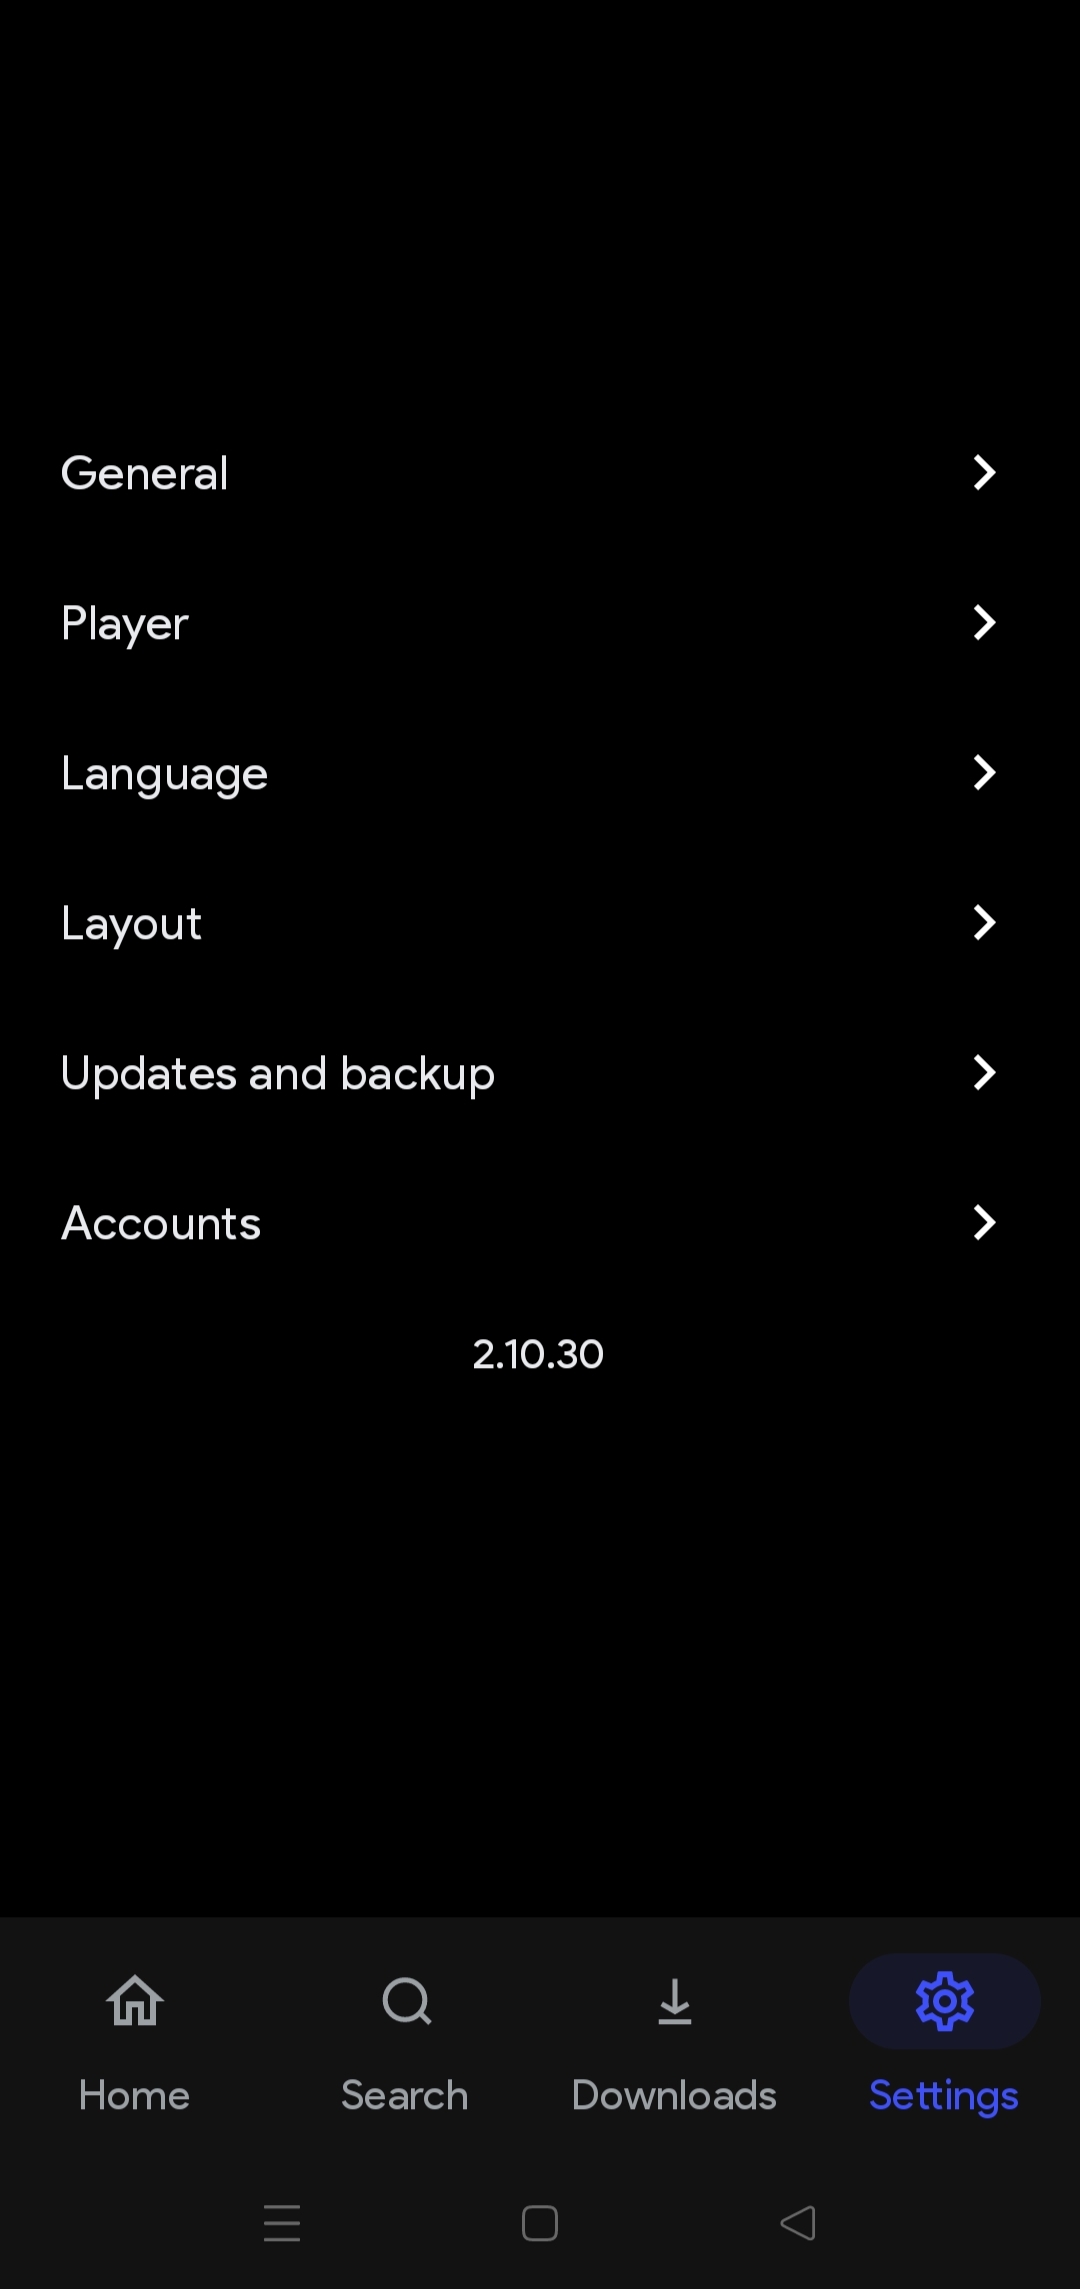 General
Player
Language
Layout
Updates and backup
Accounts
2.10.30
Home
Search
Downloads
Settings